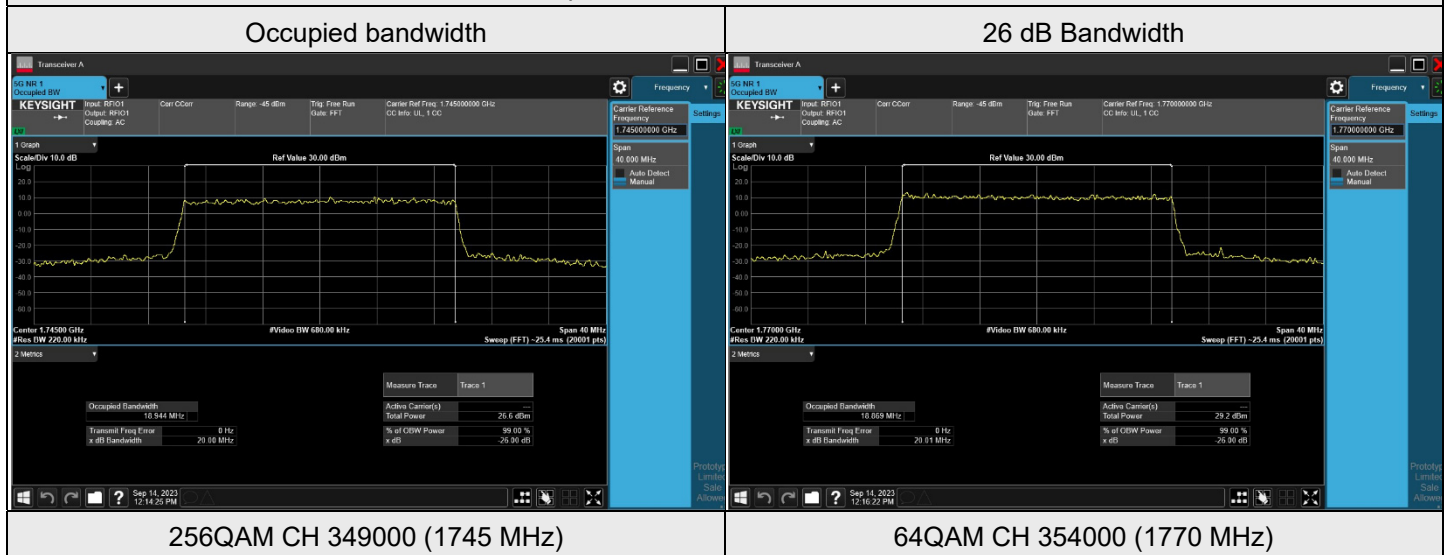 Occupied bandwidth
26 dB Bandwidth
Transceiver A
5G NR 1
Occupied BW
+
Frequency
KEYSIGHT
Input: RFIO1
Output: RFIO1
Coupling: AC
Corr CCorr
Range: -45 dBm
Trig: Free Run
Gate: FFT
Carrier Ref Freq: 1.745000000 GHz
CC Info: UL, 1 CC
Carrier Reference
Frequency
1.745000000 GHz
Settings
Span
40.000 MHz
Auto Detect
Manual
1 Graph
Scale/Div 10.0 dB
Ref Value 30.00 dBm
Log
20.0
10.0
0.00
-10.0
-20.0
-30.0
-40.0
-50.0
-60.0
Center 1.74500 GHz
#Video BW 680.00 kHz
Span 40 MHz
#Res BW 220.00 kHz
Sweep (FFT) ~25.4 ms (20001 pts)
2 Metrics
Measure Trace Trace 1
Occupied Bandwidth
18.944 MHz
Active Carrier(s) ---
Total Power 26.6 dBm
Transmit Freq Error 0 Hz
x dB Bandwidth 20.00 MHz
% of OBW Power 99.00 %
x dB -26.00 dB
Sep 14, 2023
12:14:25 PM
?
Transceiver A
5G NR 1
Occupied BW
+
Frequency
KEYSIGHT
Input: RFIO1
Output: RFIO1
Coupling: AC
Corr CCorr
Range: -45 dBm
Trig: Free Run
Gate: FFT
Carrier Ref Freq: 1.770000000 GHz
CC Info: UL, 1 CC
Carrier Reference
Frequency
1.770000000 GHz
Settings
Span
40.000 MHz
Auto Detect
Manual
1 Graph
Scale/Div 10.0 dB
Ref Value 30.00 dBm
Log
20.0
10.0
0.00
-10.0
-20.0
-30.0
-40.0
-50.0
-60.0
Center 1.77000 GHz
#Video BW 680.00 kHz
Span 40 MHz
#Res BW 220.00 kHz
Sweep (FFT) ~25.4 ms (20001 pts)
2 Metrics
Measure Trace Trace 1
Occupied Bandwidth
18.869 MHz
Active Carrier(s) ---
Total Power 29.2 dBm
Transmit Freq Error 0 Hz
x dB Bandwidth 20.01 MHz
% of OBW Power 99.00 %
x dB -26.00 dB
Sep 14, 2023
12:16:22 PM
?
Sale
256QAM CH 349000 (1745 MHz)
64QAM CH 354000 (1770 MHz)